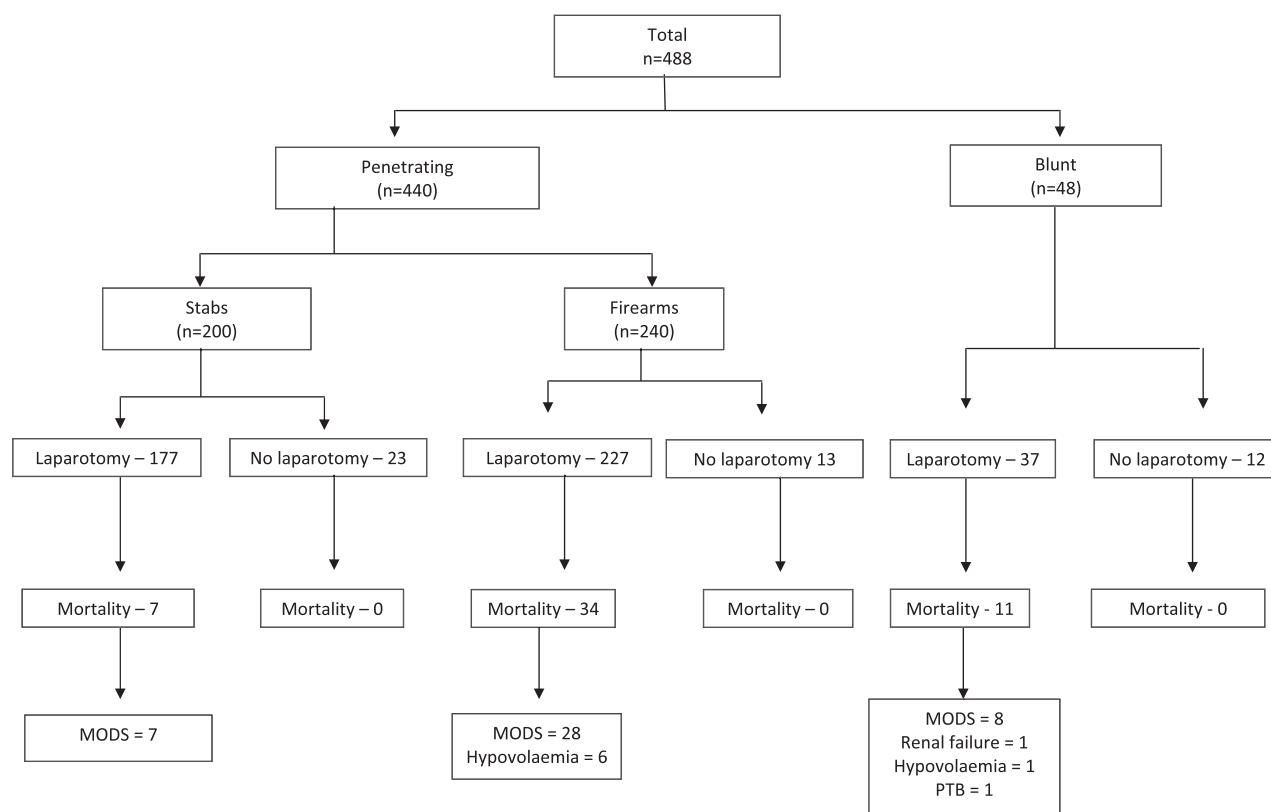 Total
n=488
Penetrating
(n=440)
Blunt
(n=48)
Stabs
(n=200)
Firearms
(n=240)
Laparotomy – 177
No laparotomy – 23
Laparotomy – 227
No laparotomy 13
Laparotomy – 37
No laparotomy – 12
Mortality – 7
Mortality – 0
Mortality – 34
Mortality – 0
Mortality - 11
Mortality - 0
MODS = 7
MODS = 28
Hypovolaemia = 6
MODS = 8
Renal failure = 1
Hypovolaemia = 1
PTB = 1